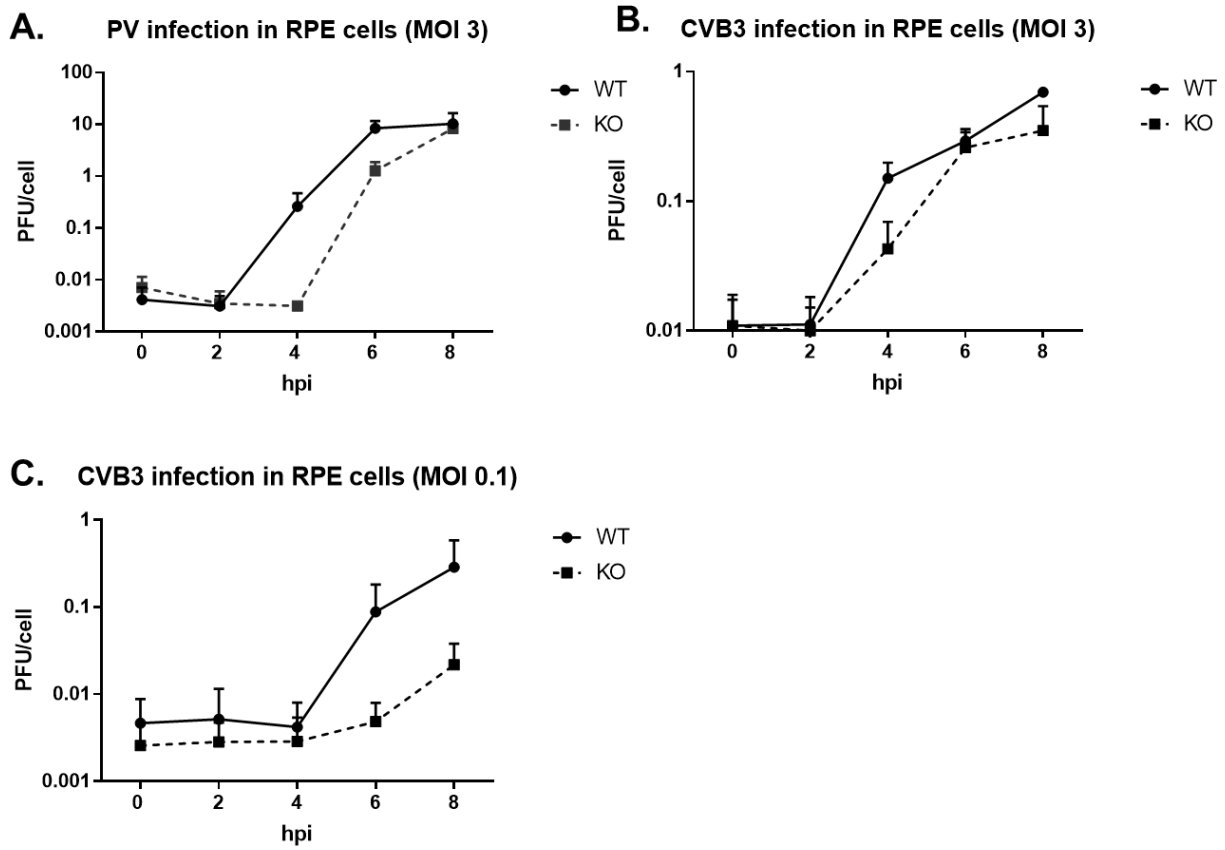 A. PV infection in RPE cells (MOI 3)
100
10
1
0.1
0.01
0.001
PFU/cell
0 2 4 6 8
hpi
WT
KO
B. CVB3 infection in RPE cells (MOI 3)
1
0.1
0.01
PFU/cell
0 2 4 6 8
hpi
WT
KO
C. CVB3 infection in RPE cells (MOI 0.1)
1
0.1
0.01
0.001
PFU/cell
0 2 4 6 8
hpi
WT
KO